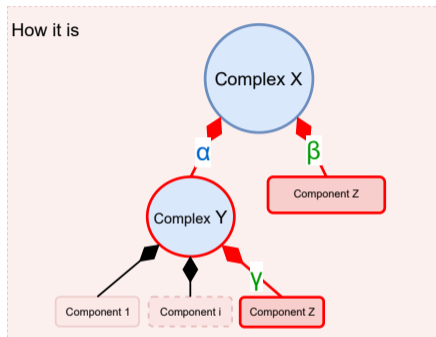 How it is
Complex X
α
β
Component Z
Complex Y
γ
Component 1
Component i
Component Z